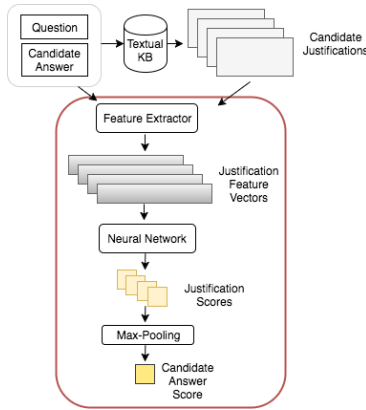 Question
Candidate
Answer
Textual
KB
Candidate
Justifications
Feature Extractor
Justification
Feature
Vectors
Neural Network
Justification
Scores
Max-Pooling
Candidate
Answer
Score